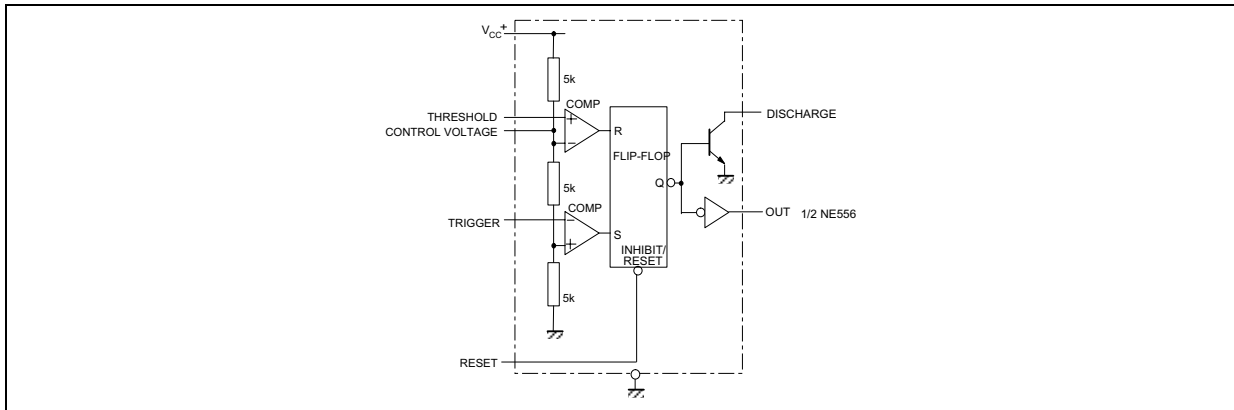 VCC+
5k
COMP
THRESHOLD
CONTROL VOLTAGE
+
−
R
DISCHARGE
FLIP-FLOP
Q
5k
COMP
TRIGGER
−
+
S
OUT 1/2 NE556
INHIBIT/
RESET
5k
RESET